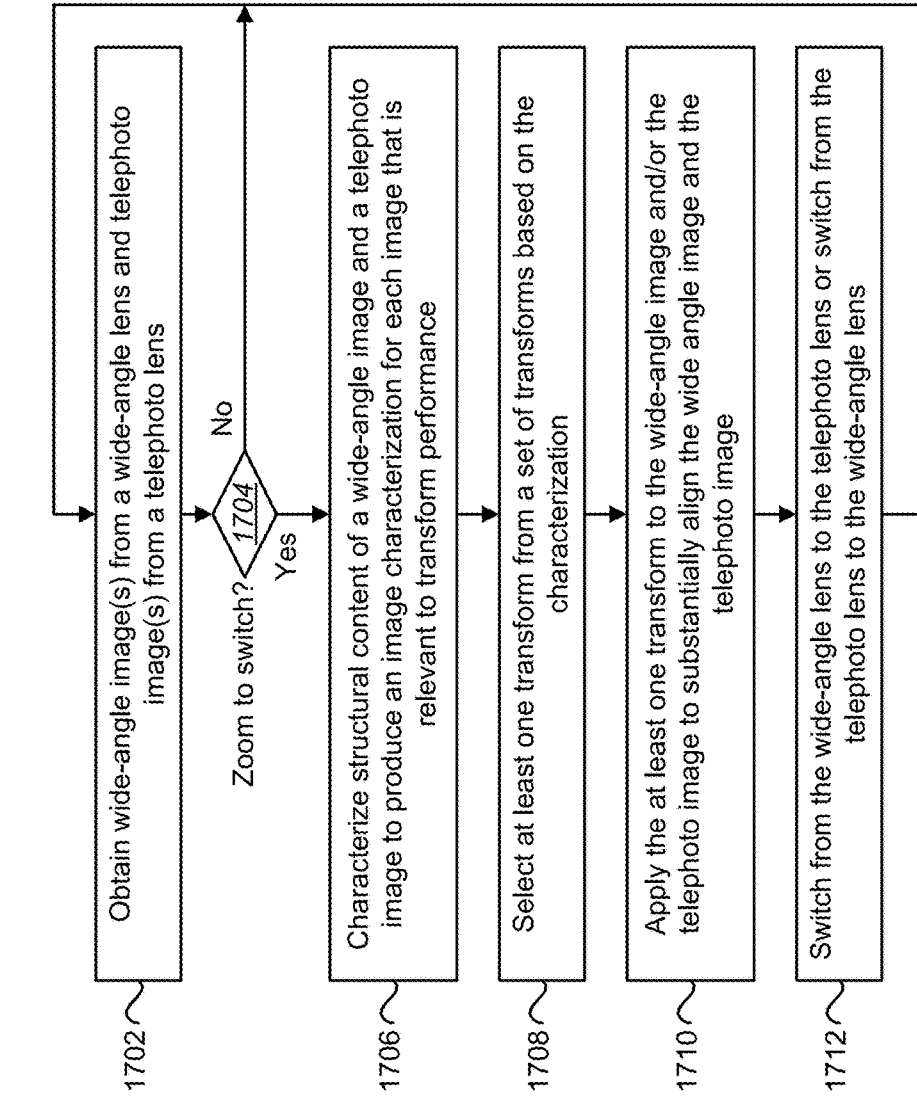 1702
Obtain wide-angle image(s) from a wide-angle lens and telephoto
image(s) from a telephoto lens
Zoom to switch?
1704
No
Yes
1706
Characterize structural content of a wide-angle image and a telephoto
image to produce an image characterization for each image that is
relevant to transform performance
1708
Select at least one transform from a set of transforms based on the
characterization
1710
Apply the at least one transform to the wide-angle image and/or the
telephoto image to substantially align the wide angle image and the
telephoto image
1712
Switch from the wide-angle lens to the telephoto lens or switch from the
telephoto lens to the wide-angle lens